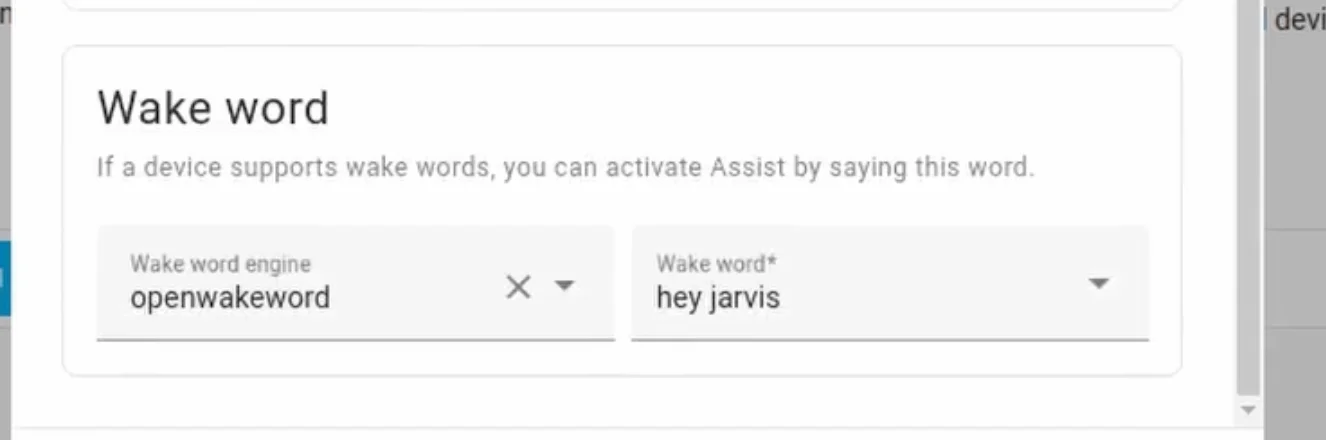 devi
Wake word
If a device supports wake words, you can activate Assist by saying this word.
Wake word engine
openwakeword
Wake word*
hey jarvis